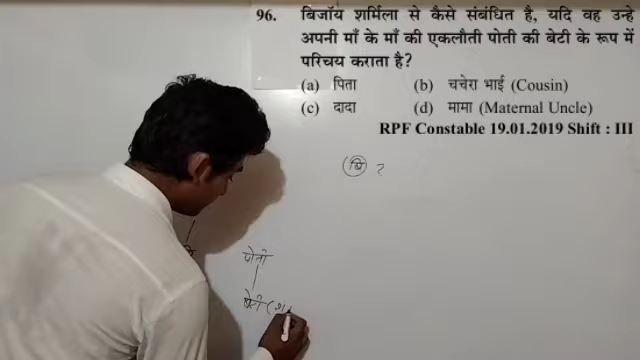 96. बिजॉय शर्मिला से कैसे संबंधित है, यदि वह उन्हे
अपनी माँ के माँ की एकलौती पोती की बेटी के रूप में
परिचय कराता है?
(a) पिता (b) चचेरा भाई (Cousin)
(c) दादा (d) मामा (Maternal Uncle)
RPF Constable 19.01.2019 Shift : III
बि ?
पोती
बेटी (श